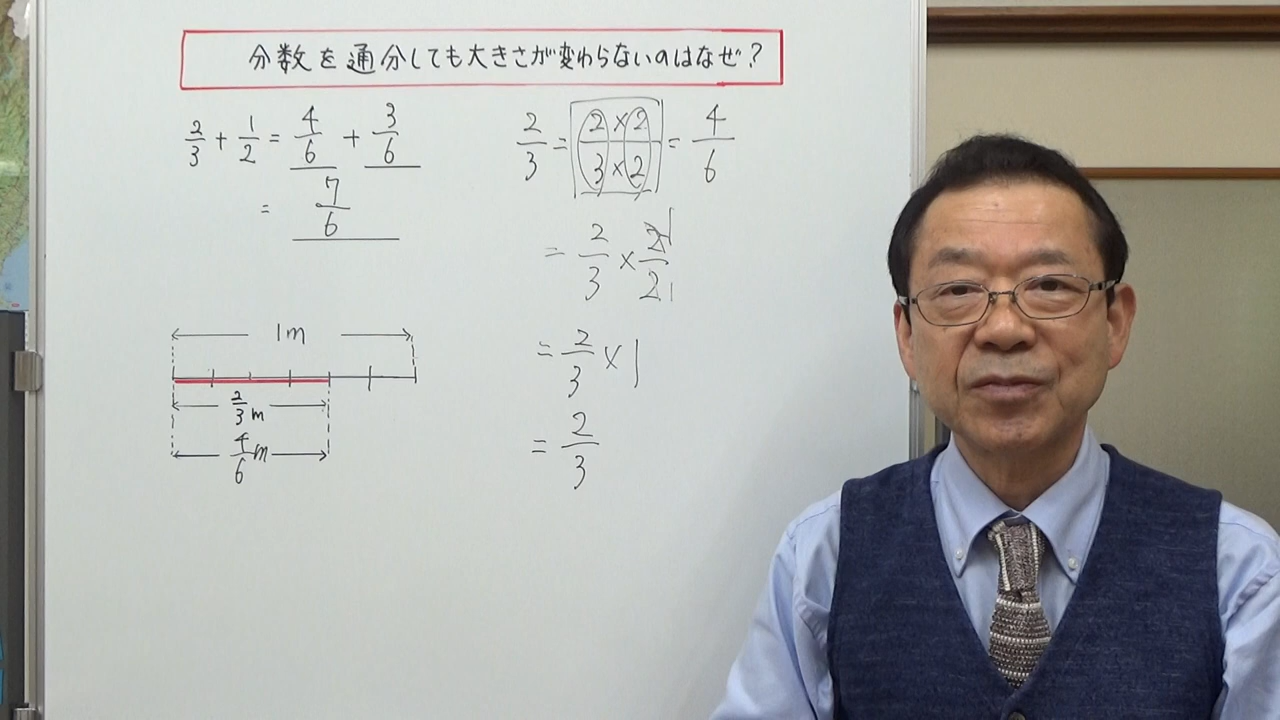 分数を通分しても大きさが変わらないのはなぜ?
2/3 + 1/2 = 4/6 + 3/6
= 7/6
1m
2/3 m
4/6 m
2/3 = 2×2/3×2 = 4/6
= 2/3 × 2/2 1 1
= 2/3 × 1
= 2/3